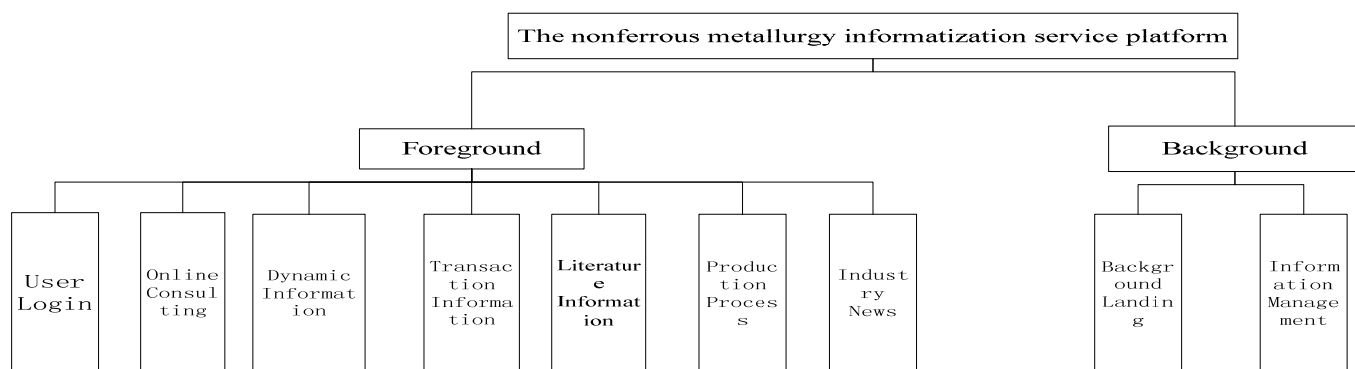 The nonferrous metallurgy informatization service platform
Foreground
Background
User
Login
Online
Consul
ting
Dynamic
Informat
ion
Transac
tion
Informa
tion
Literatur
e
Informat
ion
Produc
tion
Proces
s
Indust
ry
News
Backgr
ound
Landin
g
Inform
ation
Manage
ment